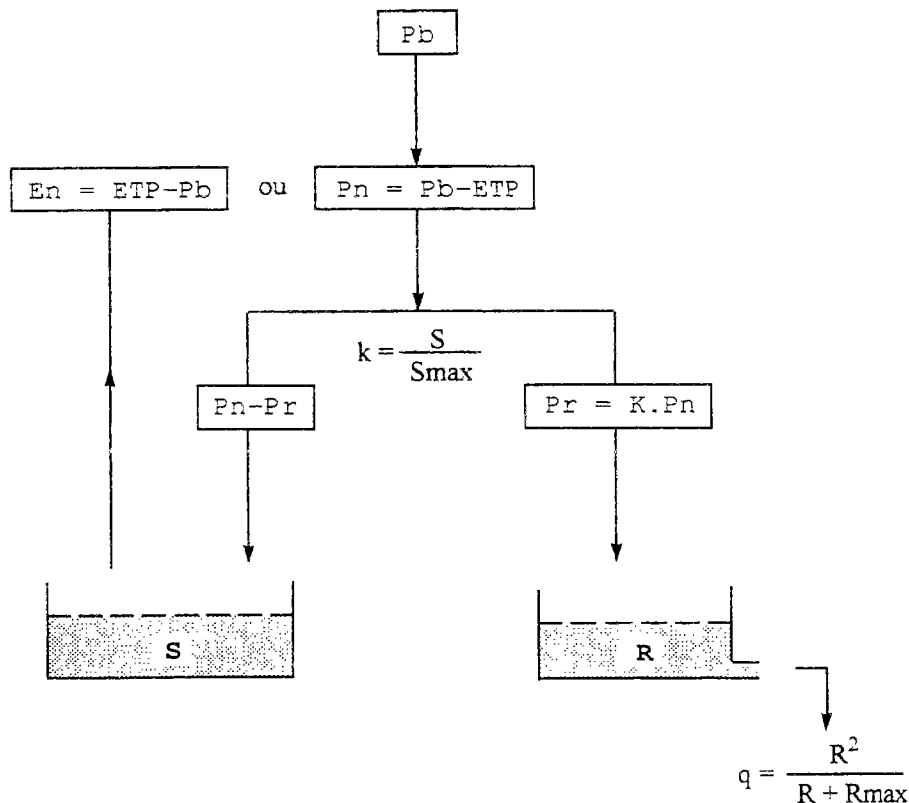 Pb
En = ETP-Pb ou Pn = Pb-ETP
k = S / Smax
Pn-Pr
Pr = K.Pn
S
R
q = R² / R + Rmax